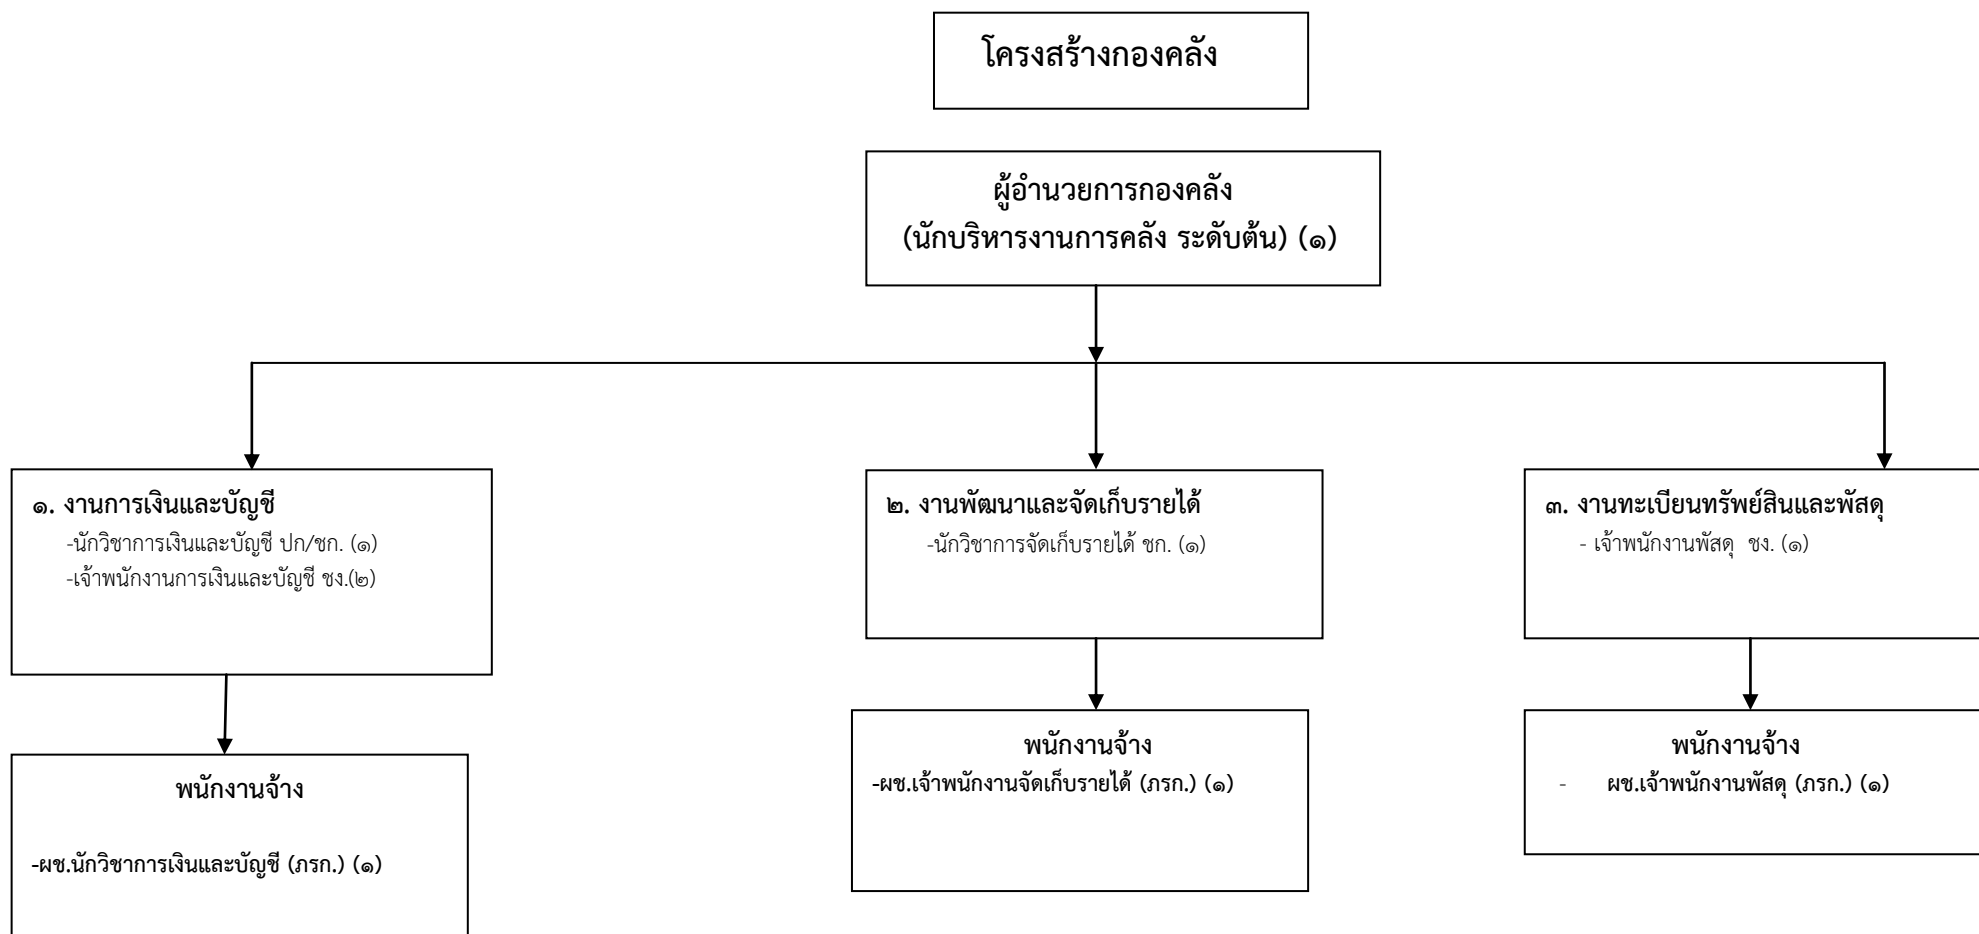 โครงสร้างกองคลัง
ผู้อำนวยการกองคลัง
(นักบริหารงานการคลัง ระดับต้น) (๑)
๑. งานการเงินและบัญชี
-นักวิชาการเงินและบัญชี ปก/ชก. (๑)
-เจ้าพนักงานการเงินและบัญชี ชง.(๒)
๒. งานพัฒนาและจัดเก็บรายได้
-นักวิชาการจัดเก็บรายได้ ชก. (๑)
๓. งานทะเบียนทรัพย์สินและพัสดุ
- เจ้าพนักงานพัสดุ  ชง. (๑)
พนักงานจ้าง
-ผช.นักวิชาการเงินและบัญชี (ภรก.) (๑)
พนักงานจ้าง
-ผช.เจ้าพนักงานจัดเก็บรายได้ (ภรก.) (๑)
พนักงานจ้าง
- ผช.เจ้าพนักงานพัสดุ (ภรก.) (๑)